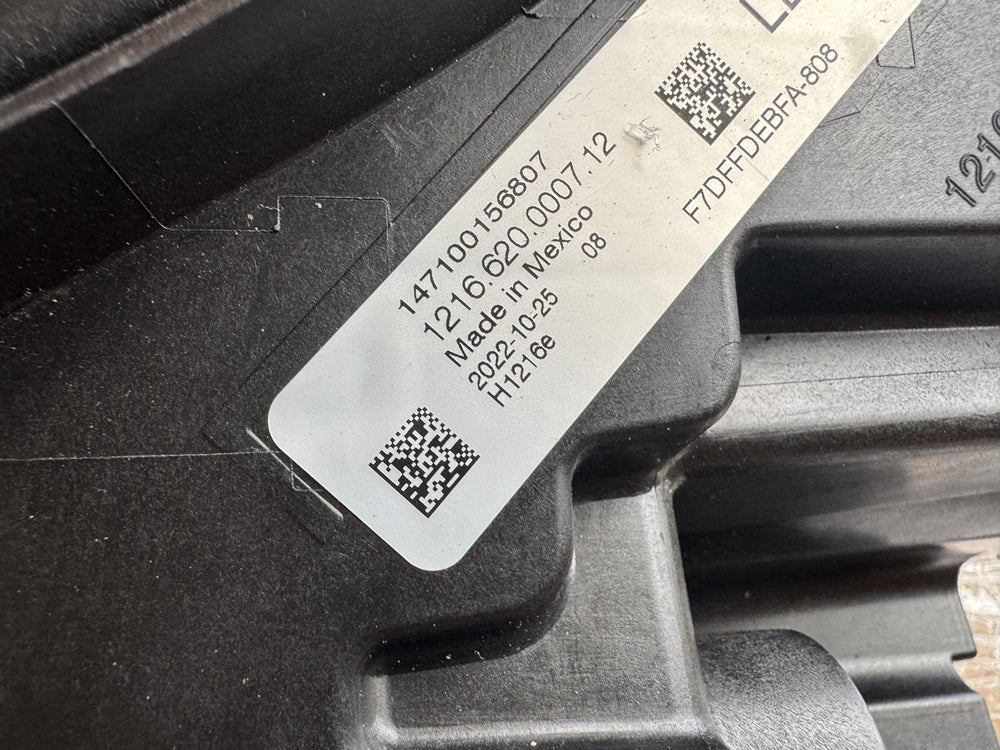 147100156807
1216.620.0007.12
Made in Mexico
2022-10-25
08
H1216e
F7DFFDEBFA-808